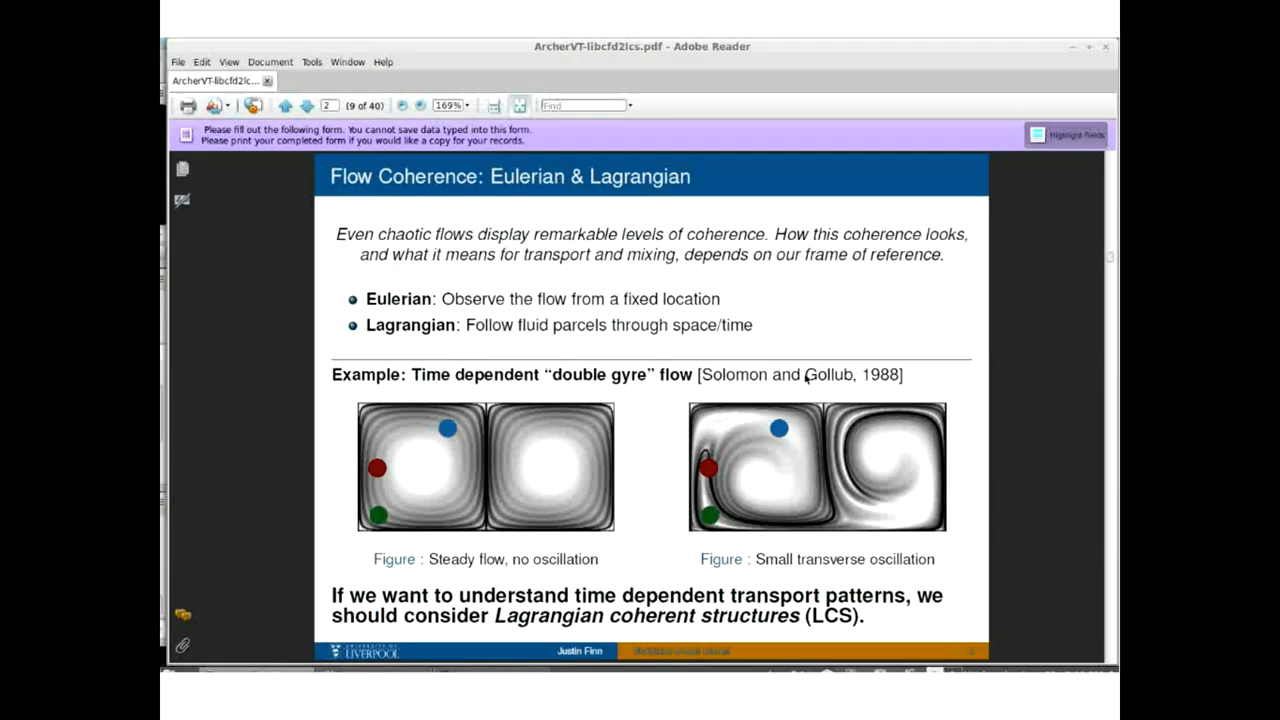 ArcherVT-libcfd2lcs.pdf - Adobe Reader
File Edit View Document Tools Window Help
ArcherVT-libcfd2lc...
2 (9 of 40) 169% Find
Please fill out the following form. You cannot save data typed into this form.
Please print your completed form if you would like a copy for your records.
Highlight Fields
Flow Coherence: Eulerian & Lagrangian
Even chaotic flows display remarkable levels of coherence. How this coherence looks,
and what it means for transport and mixing, depends on our frame of reference.
Eulerian: Observe the flow from a fixed location
Lagrangian: Follow fluid parcels through space/time
Example: Time dependent “double gyre” flow [Solomon and Gollub, 1988]
Figure : Steady flow, no oscillation
Figure : Small transverse oscillation
If we want to understand time dependent transport patterns, we
should consider Lagrangian coherent structures (LCS).
UNIVERSITY OF
LIVERPOOL
Justin Finn